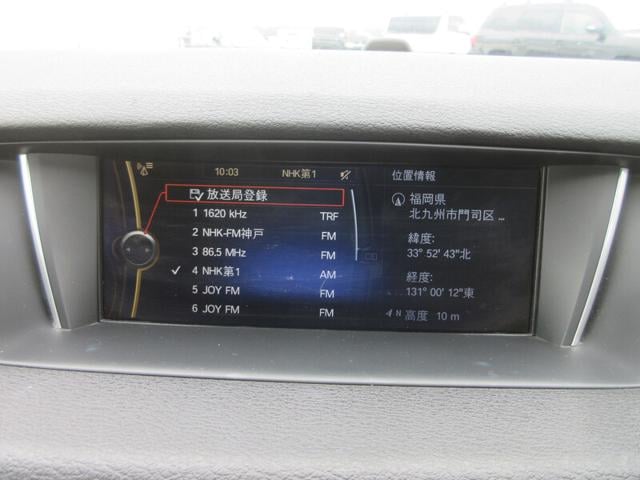 10:03 NHK第1
放送局登録
1 1620 kHz TRF
2 NHK-FM神戸 FM
3 86.5 MHz FM
4 NHK第1 AM
5 JOY FM FM
6 JOY FM FM
位置情報
福岡県
北九州市門司区 ...
緯度:
33° 52' 43"北
経度:
131° 00' 12"東
N 高度 10 m